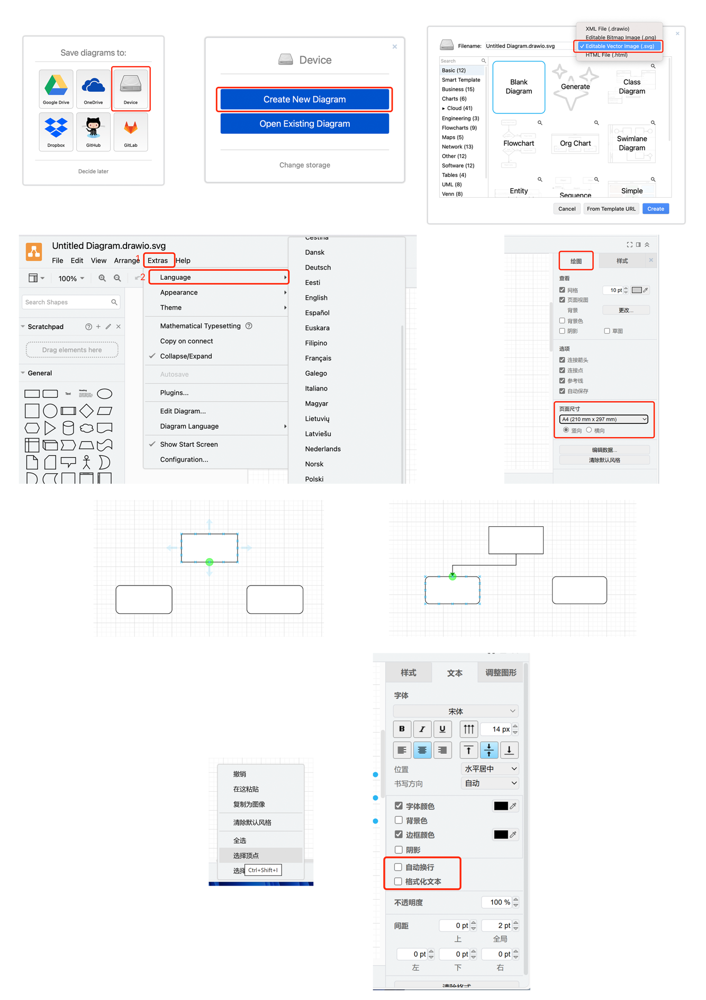 Save diagrams to:
Google Drive
OneDrive
Device
Dropbox
GitHub
GitLab
Decide later
Device
Create New Diagram
Open Existing Diagram
Change storage
XML File (.drawio)
Editable Bitmap Image (.png)
✓ Editable Vector Image (.svg)
HTML File (.html)
Filename:
Untitled Diagram.drawio.svg
Search
Basic (12)
Smart Template
Business (15)
Charts (6)
Cloud (41)
Engineering (3)
Flowcharts (9)
Maps (5)
Network (13)
Other (12)
Software (12)
Tables (4)
UML (8)
Venn (8)
Blank
Diagram
Generate
Class
Diagram
Flowchart
Org Chart
Swimlane
Diagram
Entity
Sequence
Simple
Cancel
From Template URL
Create
Untitled Diagram.drawio.svg
File Edit View Arrange 1 Extras Help
100%
2
Search Shapes
Scratchpad
Drag elements here
General
Text
Heading
Language
Appearance
Theme
Mathematical Typesetting
Copy on connect
Collapse/Expand
Autosave
Plugins...
Edit Diagram...
Diagram Language
Show Start Screen
Configuration...
Čeština
Dansk
Deutsch
Eesti
English
Español
Euskara
Filipino
Français
Galego
Italiano
Magyar
Lietuvių
Latviešu
Nederlands
Norsk
Polski
绘图
样式
查看
网格
10 pt
页面视图
背景
更改...
背景色
阴影
草图
选项
连接箭头
连接点
参考线
自动保存
页面尺寸
A4 (210 mm x 297 mm)
竖向
横向
编辑数据...
清除默认风格
撤销
在这粘贴
复制为图像
清除默认风格
全选
选择顶点
选择
Ctrl+Shift+I
样式
文本
调整图形
字体
宋体
B I U
14 px
位置
水平居中
书写方向
自动
字体颜色
背景色
边框颜色
阴影
自动换行
格式化文本
不透明度
100 %
间距
0 pt
2 pt
上
全局
0 pt
0 pt
0 pt
左
下
右
清除格式